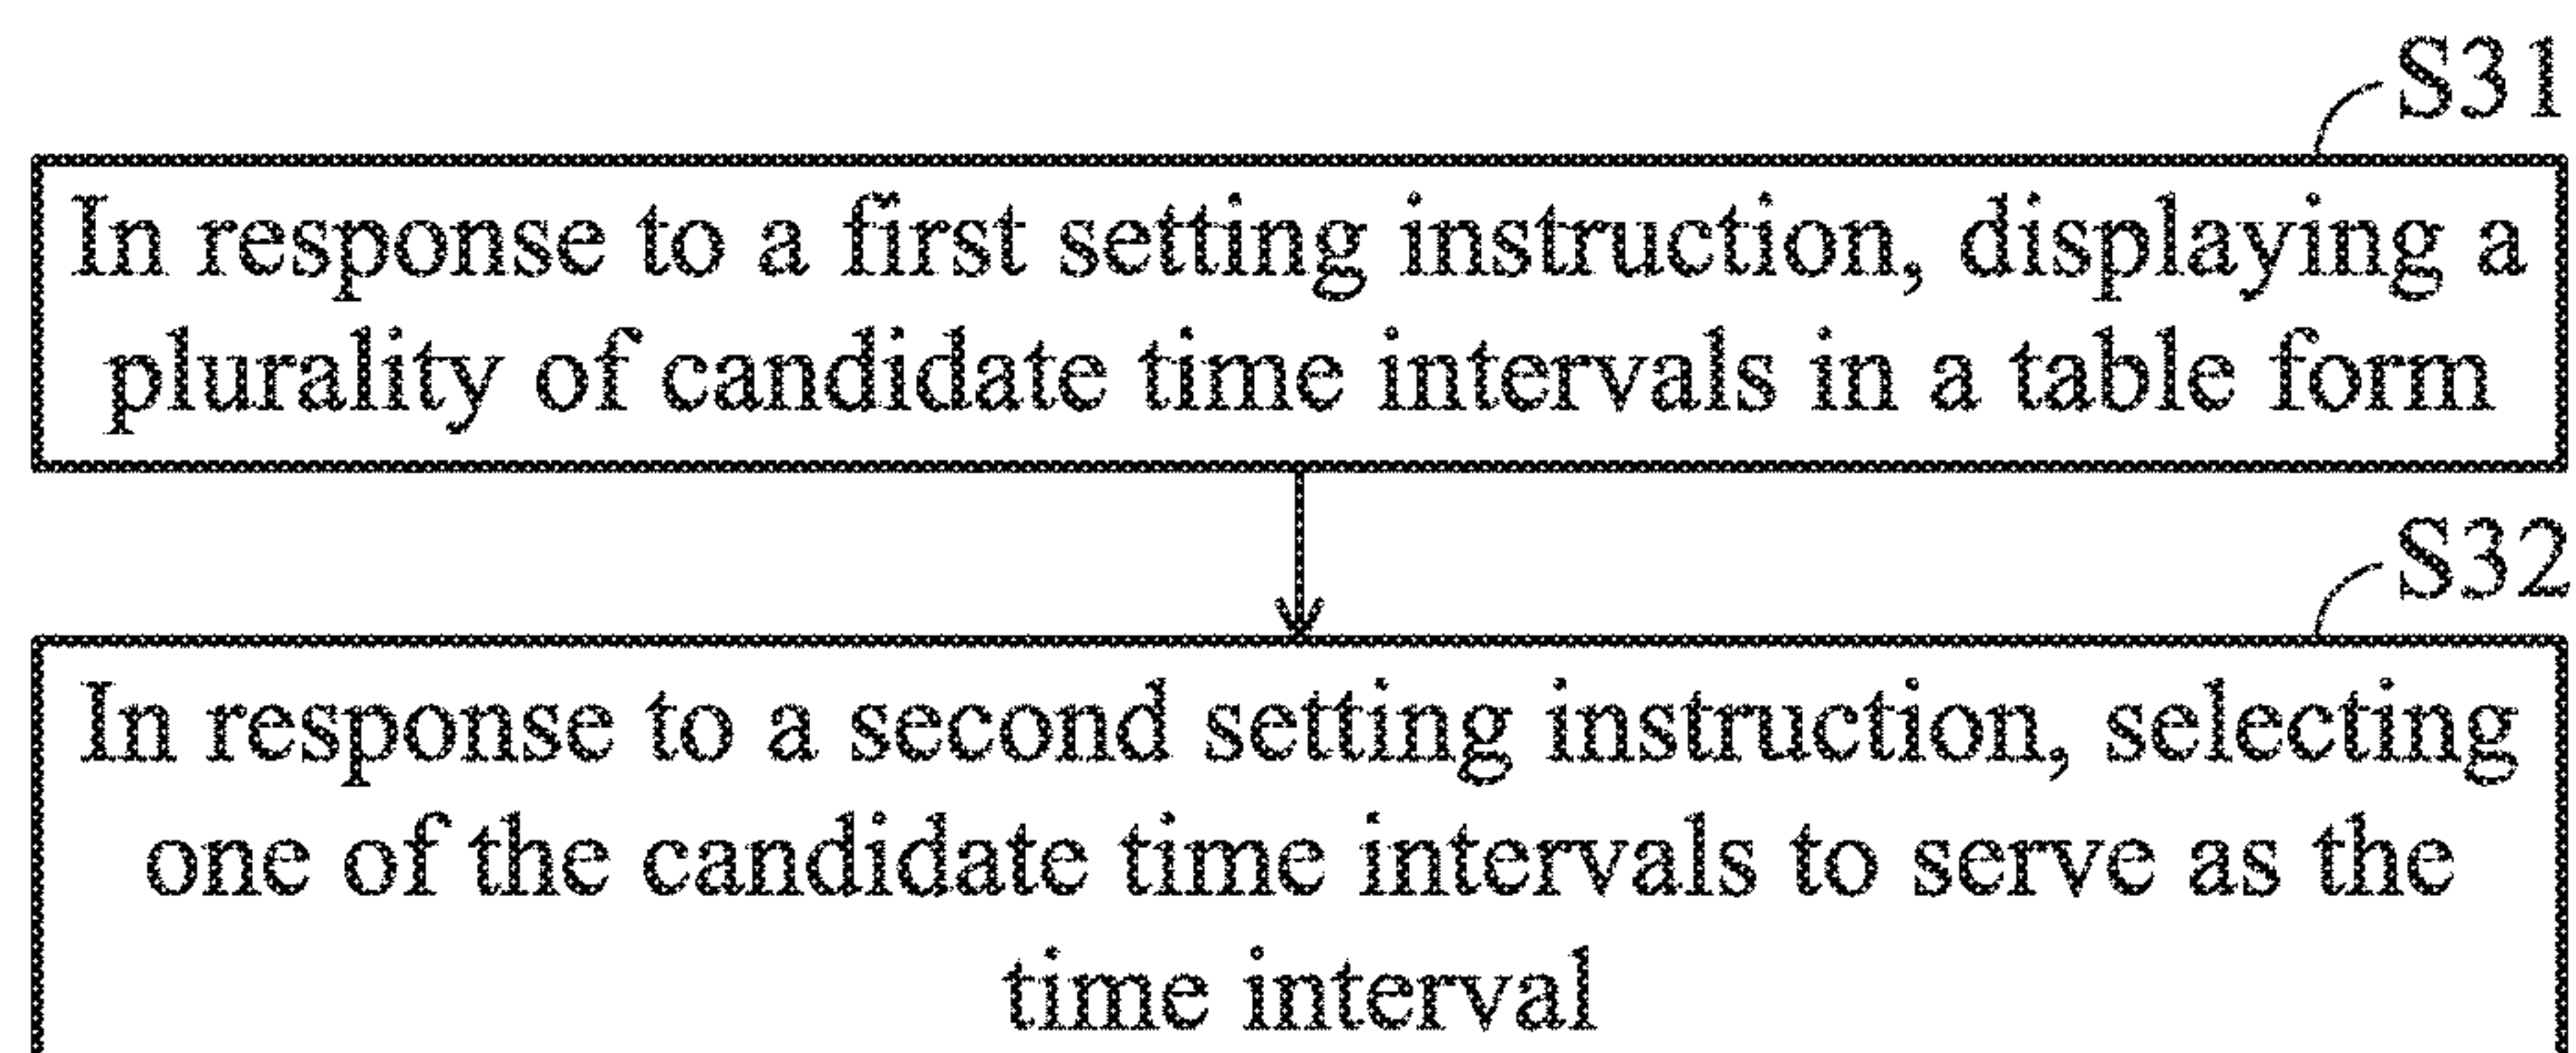 S31
In response to a first setting instruction, displaying a
plurality of candidate time intervals in a table form
S32
In response to a second setting instruction, selecting
one of the candidate time intervals to serve as the
time interval